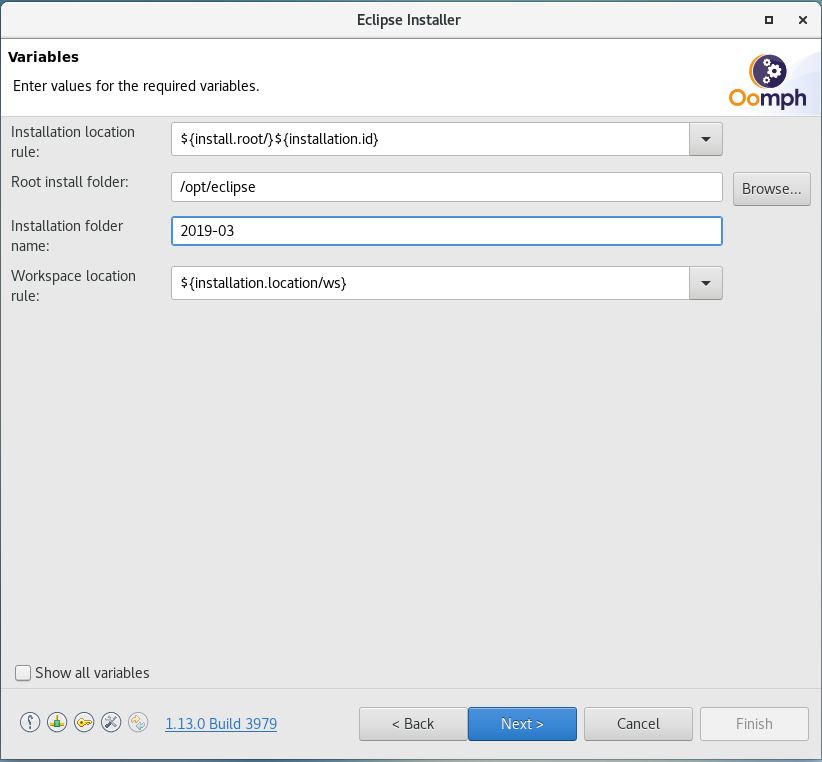 Eclipse Installer
Variables
Enter values for the required variables.
Oomph
Installation location
rule:
${install.root/}${installation.id}
Root install folder:
/opt/eclipse
Browse...
Installation folder
name:
2019-03
Workspace location
rule:
${installation.location/ws}
Show all variables
1.13.0 Build 3979
< Back
Next >
Cancel
Finish